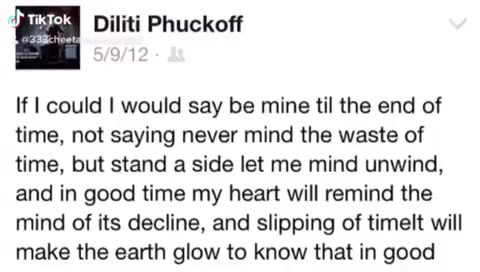 TikTok
Diliti Phuckoff
5/9/12 ·
If I could I would say be mine til the end of
time, not saying never mind the waste of
time, but stand a side let me mind unwind,
and in good time my heart will remind the
mind of its decline, and slipping of timeIt will
make the earth glow to know that in good